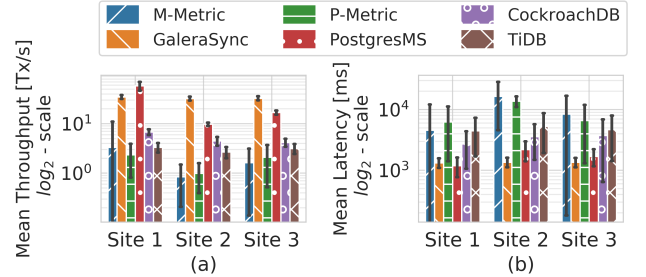 M-Metric
P-Metric
CockroachDB
GaleraSync
PostgresMS
TiDB
Mean Throughput [Tx/s]
log₂ - scale
10¹
10⁰
Site 1
Site 2
Site 3
(a)
Mean Latency [ms]
log₂ - scale
10⁴
10³
Site 1
Site 2
Site 3
(b)